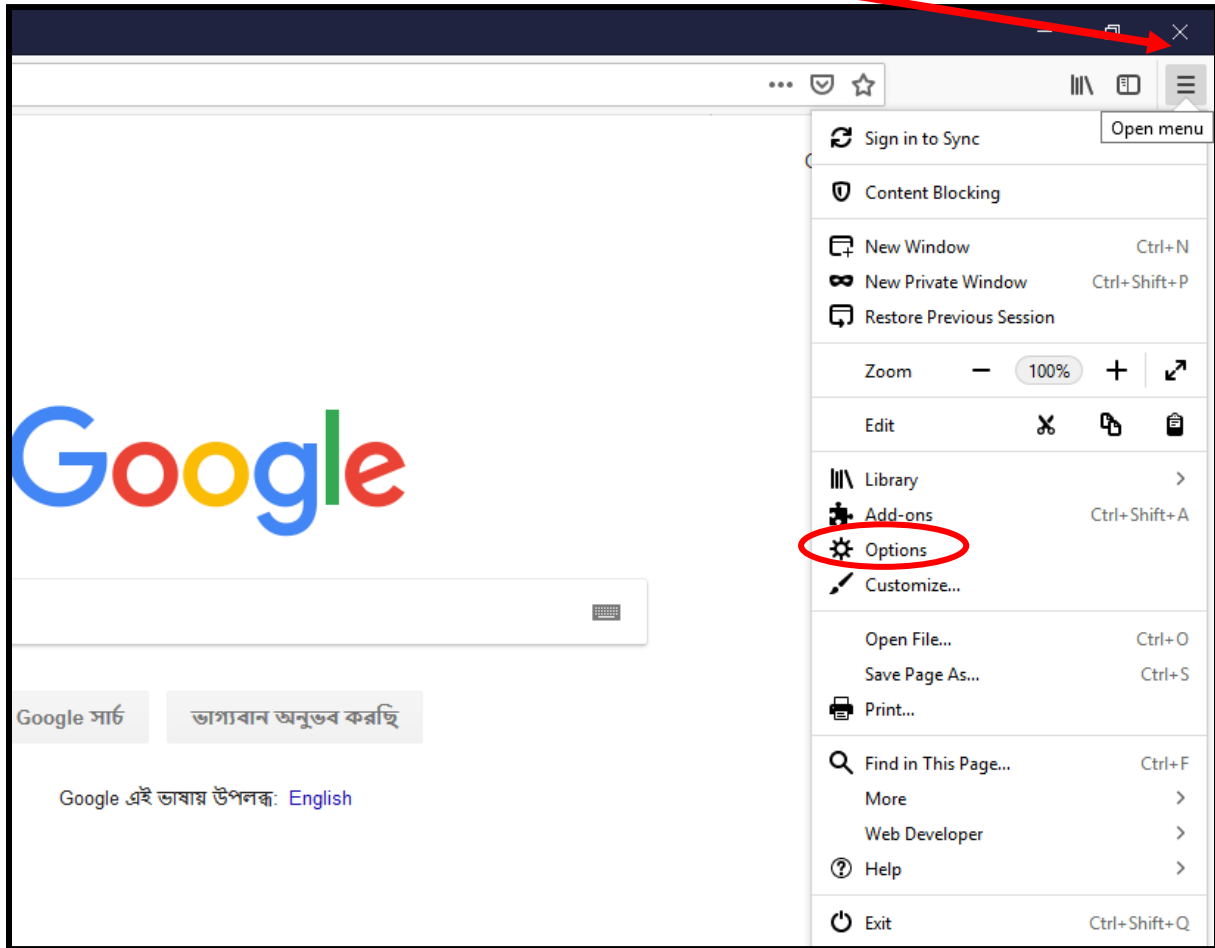 Open menu
Sign in to Sync
Content Blocking
New Window Ctrl+N
New Private Window Ctrl+Shift+P
Restore Previous Session
Zoom 100%
Edit
Library
Add-ons Ctrl+Shift+A
Options
Customize...
Open File... Ctrl+O
Save Page As... Ctrl+S
Print...
Find in This Page... Ctrl+F
More
Web Developer
Help
Exit Ctrl+Shift+Q
Google
Google সার্চ ভাগ্যবান অনুভব করছি
Google এই ভাষায় উপলব্ধ: English